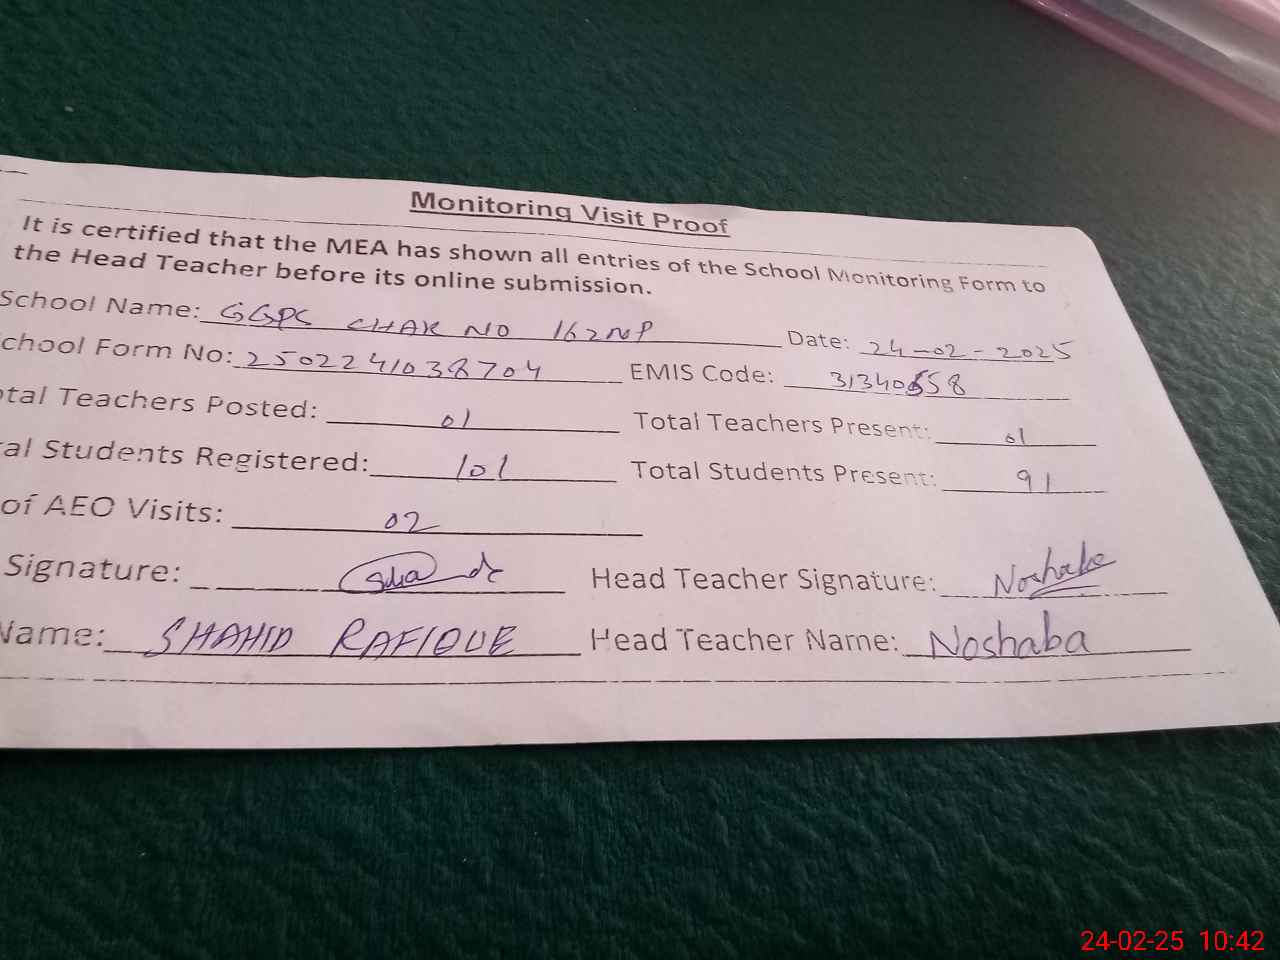 Monitoring Visit Proof
It is certified that the MEA has shown all entries of the School Monitoring Form to
the Head Teacher before its online submission.
School Name: GGPS CHAK NO 162NP Date: 24-02-2025
chool Form No: 2502241038704 EMIS Code: 31340658
otal Teachers Posted: 01 Total Teachers Present: 01
al Students Registered: 101 Total Students Present: 91
of AEO Visits: 02
Signature: Head Teacher Signature: Noshaba
Name: SHAHID RAFIQUE Head Teacher Name: Noshaba
24-02-25 10:42